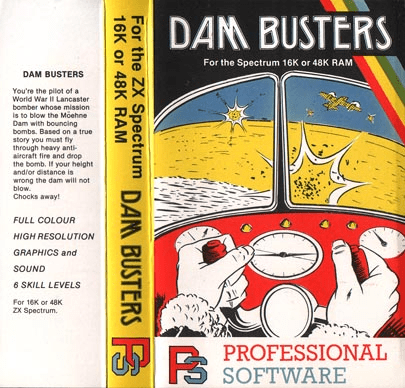 DAM BUSTERS
You're the pilot of a
World War II Lancaster
bomber whose mission
is to blow the Moehne
Dam with bouncing
bombs. Based on a true
story you must fly
through heavy anti-
aircraft fire and drop
the bomb. If your height
and/or distance is
wrong the dam will not
blow.
Chocks away!
FULL COLOUR
HIGH RESOLUTION
GRAPHICS and
SOUND
6 SKILL LEVELS
For 16K or 48K
ZX Spectrum.
For the ZX Spectrum
16K or 48K RAM
DAM BUSTERS
PS
DAM BUSTERS
For the Spectrum 16K or 48K RAM
PS
PROFESSIONAL
SOFTWARE